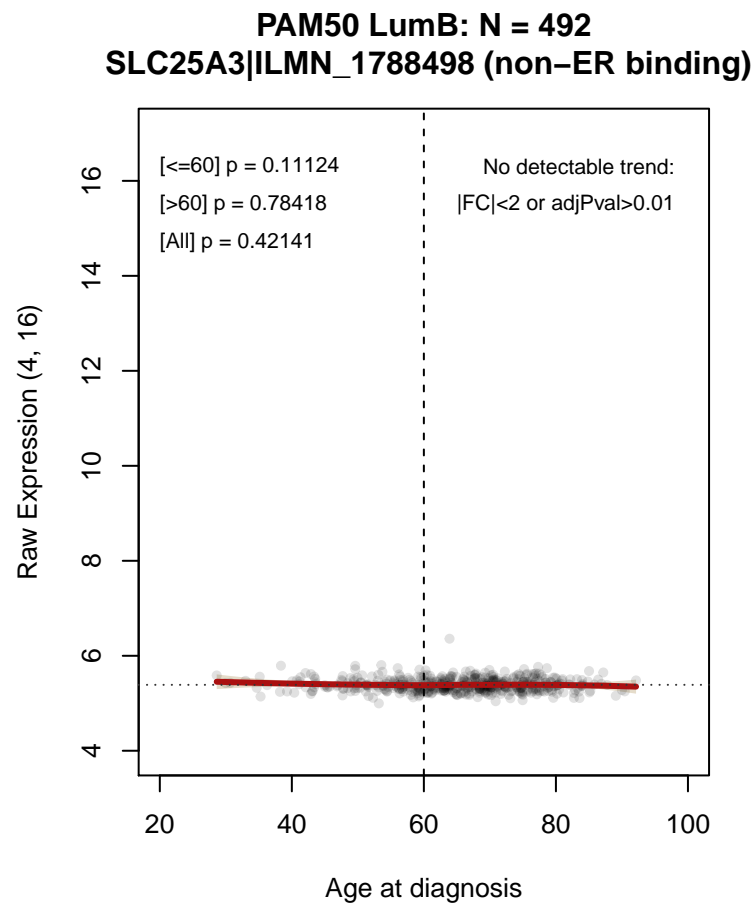 PAM50 LumB: N = 492
SLC25A3|ILMN_1788498 (non−ER binding)
[<=60] p = 0.11124
[>60] p = 0.78418
[All] p = 0.42141
No detectable trend:
|FC|<2 or adjPval>0.01
Raw Expression (4, 16)
16
14
12
10
8
6
4
20 40 60 80 100
Age at diagnosis